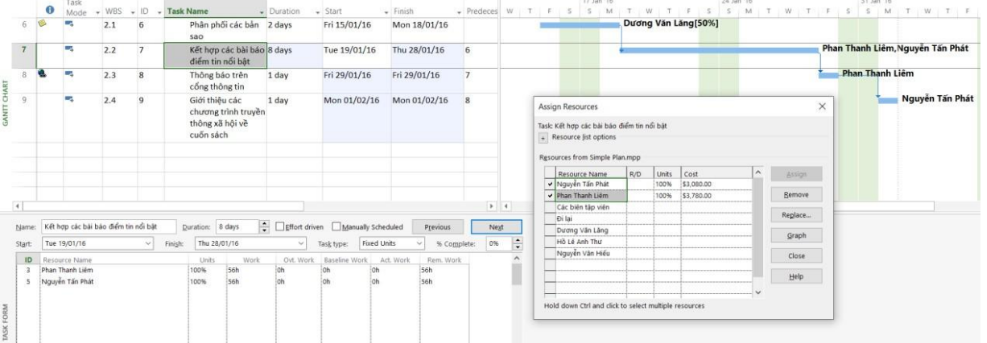 17 Jan '16 24 Jan '16 31 Jan '16
W T F S S M T W T F S S M T W T F S S M T W T F
Task Mode WBS ID Task Name Duration Start Finish Predeces
6 2.1 6 Phân phối các bản sao 2 days Fri 15/01/16 Mon 18/01/16
Dương Văn Lãng[50%]
7 2.2 7 Kết hợp các bài báo điểm tin nổi bật 8 days Tue 19/01/16 Thu 28/01/16 6
Phan Thanh Liêm,Nguyễn Tấn Phát
8 2.3 8 Thông báo trên cổng thông tin 1 day Fri 29/01/16 Fri 29/01/16 7
Phan Thanh Liêm
9 2.4 9 Giới thiệu các chương trình truyền thông xã hội về cuốn sách 1 day Mon 01/02/16 Mon 01/02/16 8
Nguyễn Tấn Phát
GANTT CHART
Assign Resources
Task: Kết hợp các bài báo điểm tin nổi bật
+ Resource list options
Resources from Simple Plan.mpp
Resource Name R/D Units Cost
Nguyễn Tấn Phát 100% $3,080.00
Phan Thanh Liêm 100% $3,780.00
Các biên tập viên
Đi lại
Dương Văn Lãng
Hồ Lê Anh Thư
Nguyễn Văn Hiếu
Assign
Remove
Replace...
Graph
Close
Help
Hold down Ctrl and click to select multiple resources
Name: Kết hợp các bài báo điểm tin nổi bật Duration: 8 days Effort driven Manually Scheduled Previous Next
Start: Tue 19/01/16 Finish: Thu 28/01/16 Task type: Fixed Units % Complete: 0%
ID Resource Name Units Work Ovt. Work Baseline Work Act. Work Rem. Work
3 Phan Thanh Liêm 100% 56h 0h 0h 0h 56h
5 Nguyễn Tấn Phát 100% 56h 0h 0h 0h 56h
TASK FORM